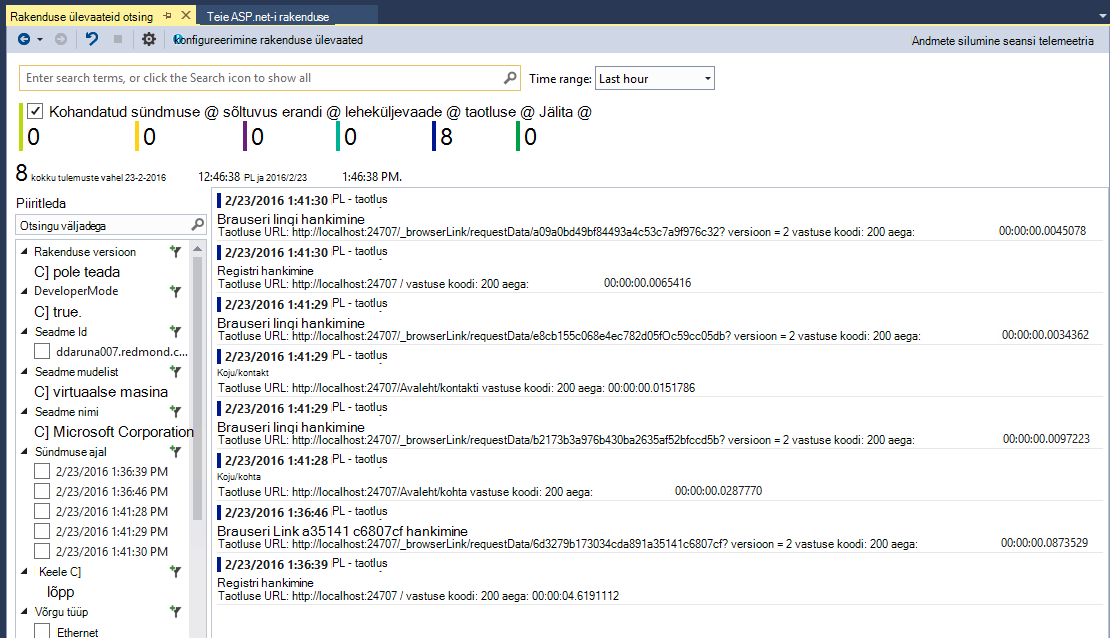 Rakenduse ülevaateid otsing
Teie ASP.net-i rakenduse
konfigureerimine rakenduse ülevaated
Andmete silumine seansi telemeetria
Enter search terms, or click the Search icon to show all
Time range: Last hour
Kohandatud sündmuse @ sõltuvus erandi @ leheküljevaade @ taotluse @ Jälita @
0 0 0 0 8 0
8 kokku tulemuste vahel 23-2-2016 12:46:38 PL ja 2016/2/23 1:46:38 PM.
Piiritleda
Otsingu väljadega
Rakenduse versioon
C] pole teada
DeveloperMode
C] true.
Seadme Id
ddaruna007.redmond.c...
Seadme mudelist
C] virtuaalse masina
Seadme nimi
C] Microsoft Corporation
Sündmuse ajal
2/23/2016 1:36:39 PM
2/23/2016 1:36:46 PM
2/23/2016 1:41:28 PM
2/23/2016 1:41:29 PM
2/23/2016 1:41:30 PM
Keele C]
lõpp
Võrgu tüüp
Ethernet
2/23/2016 1:41:30 PL - taotlus
Brauseri linqi hankimine
Taotluse URL: http://localhost:24707/_browserLink/requestData/a09a0bd49bf84493a4c53c7a9f976c32? versioon = 2 vastuse koodi: 200 aega: 00:00:00.0045078
2/23/2016 1:41:30 PL - taotlus
Registri hankimine
Taotluse URL: http://localhost:24707 / vastuse koodi: 200 aega: 00:00:00.0065416
2/23/2016 1:41:29 PL - taotlus
Brauseri linqi hankimine
Taotluse URL: http://localhost:24707/_browserLink/requestData/e8cb155c068e4ec782d05fOc59cc05db? versioon = 2 vastuse koodi: 200 aega: 00:00:00.0034362
2/23/2016 1:41:29 PL - taotlus
Koju/kontakt
Taotluse URL: http://localhost:24707/Avaleht/kontakti vastuse koodi: 200 aega: 00:00:00.0151786
2/23/2016 1:41:29 PL - taotlus
Brauseri linqi hankimine
Taotluse URL: http://localhost:24707/_browserLink/requestData/b2173b3a976b430ba2635af52bfccd5b? versioon = 2 vastuse koodi: 200 aega: 00:00:00.0097223
2/23/2016 1:41:28 PL - taotlus
Koju/kohta
Taotluse URL: http://localhost:24707/Avaleht/kohta vastuse koodi: 200 aega: 00:00:00.0287770
2/23/2016 1:36:46 PL - taotlus
Brauseri Link a35141 c6807cf hankimine
Taotluse URL: http://localhost:24707/_browserLink/requestData/6d3279b173034cda891a35141c6807cf? versioon = 2 vastuse koodi: 200 aega: 00:00:00.0873529
2/23/2016 1:36:39 PL - taotlus
Registri hankimine
Taotluse URL: http://localhost:24707 / vastuse koodi: 200 aega: 00:00:04.6191112